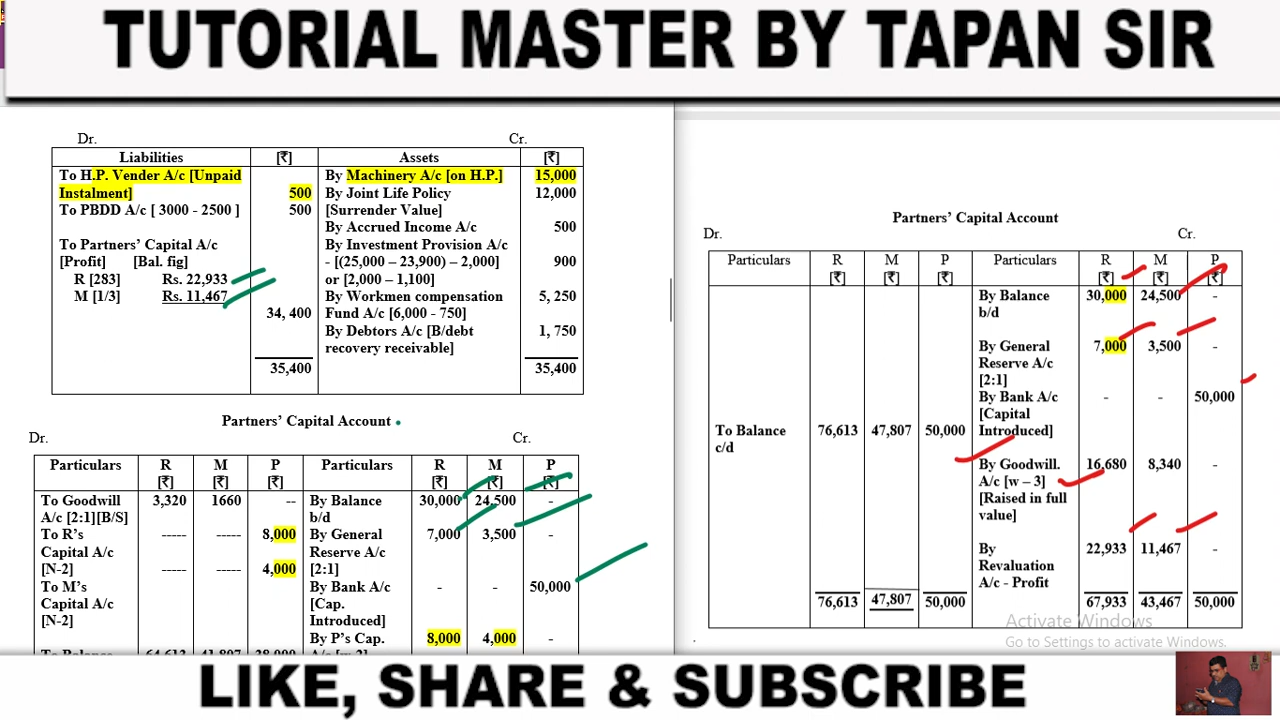 TUTORIAL MASTER BY TAPAN SIR
Dr. Cr.
Liabilities [₹] Assets [₹]
To H.P. Vender A/c [Unpaid By Machinery A/c [on H.P.] 15,000
Instalment] 500 By Joint Life Policy 12,000
To PBDD A/c [ 3000 - 2500 ] 500 [Surrender Value]
By Accrued Income A/c 500
To Partners' Capital A/c By Investment Provision A/c
[Profit] [Bal. fig] - [(25,000 – 23,900) – 2,000] 900
R [283] Rs. 22,933 or [2,000 – 1,100]
M [1/3] Rs. 11,467 By Workmen compensation 5, 250
34, 400 Fund A/c [6,000 - 750]
By Debtors A/c [B/debt 1, 750
recovery receivable]
35,400 35,400
Partners' Capital Account
Dr. Cr.
Particulars R M P Particulars R M P
[₹] [₹] [₹] [₹] [₹] [₹]
To Goodwill 3,320 1660 -- By Balance 30,000 24,500 -
A/c [2:1][B/S] b/d
To R's ----- ----- 8,000 By General 7,000 3,500 -
Capital A/c Reserve A/c
[N-2] ----- ----- 4,000 [2:1]
To M's By Bank A/c - - 50,000
Capital A/c [Cap.
[N-2] Introduced]
By P's Cap. 8,000 4,000 -
Partners' Capital Account
Dr. Cr.
Particulars R M P Particulars R M P
[₹] [₹] [₹] [₹] [₹] [₹]
By Balance 30,000 24,500 -
b/d
By General 7,000 3,500 -
Reserve A/c
[2:1]
By Bank A/c - - 50,000
[Capital
To Balance 76,613 47,807 50,000 Introduced]
c/d
By Goodwill. 16,680 8,340 -
A/c [w – 3]
[Raised in full
value]
By 22,933 11,467 -
Revaluation
A/c - Profit
76,613 47,807 50,000 67,933 43,467 50,000
Activate Windows
Go to Settings to activate Windows.
LIKE, SHARE & SUBSCRIBE